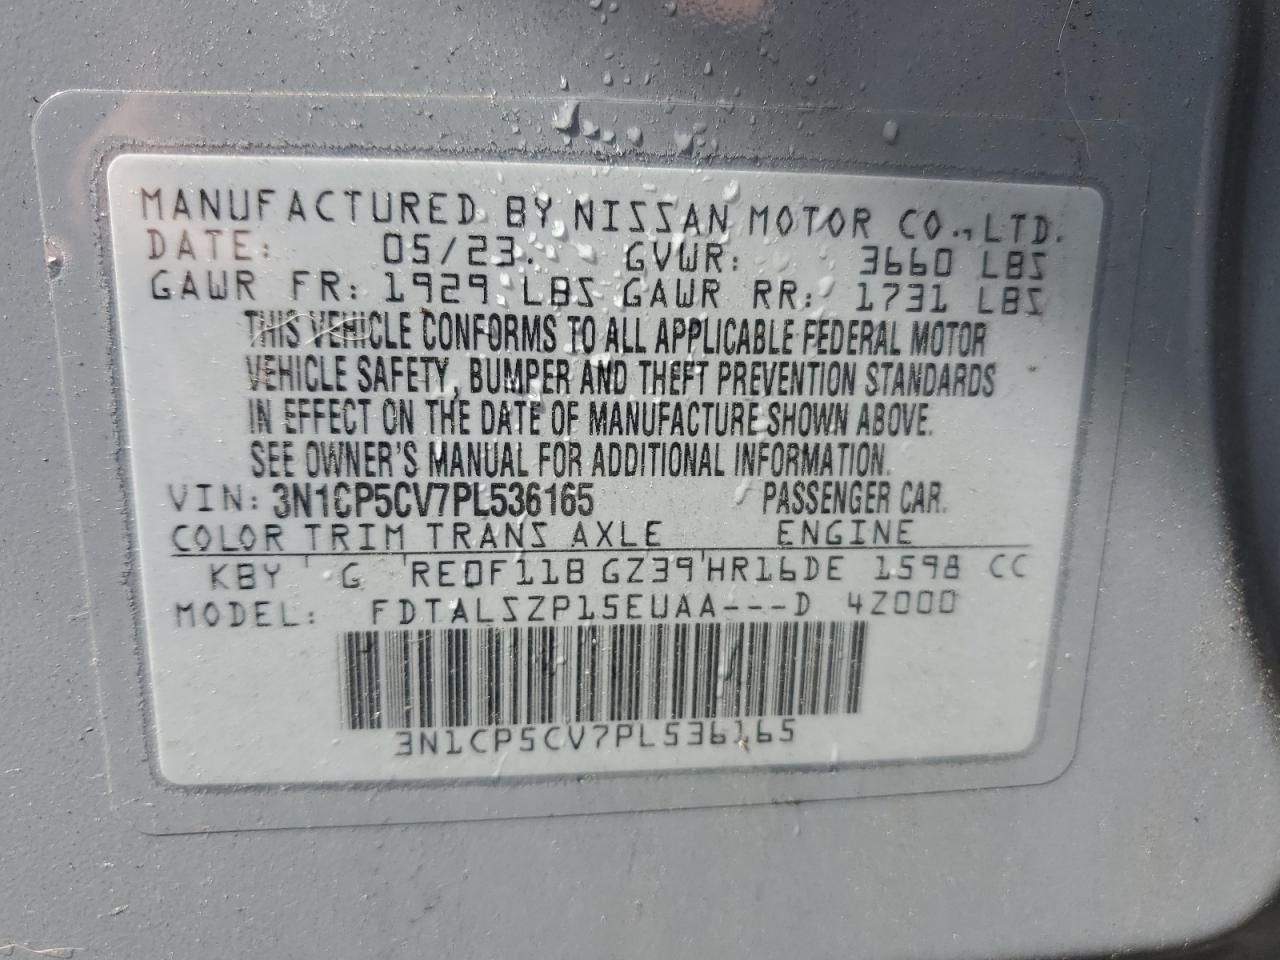 MANUFACTURED BY NISSAN MOTOR CO., LTD.
DATE: 05/23. GVWR: 3660 LBS
GAWR FR: 1929 LBS GAWR RR: 1731 LBS
THIS VEHICLE CONFORMS TO ALL APPLICABLE FEDERAL MOTOR
VEHICLE SAFETY, BUMPER AND THEFT PREVENTION STANDARDS
IN EFFECT ON THE DATE OF MANUFACTURE SHOWN ABOVE.
SEE OWNER'S MANUAL FOR ADDITIONAL INFORMATION.
VIN: 3N1CP5CV7PL536165 PASSENGER CAR.
COLOR TRIM TRANS AXLE ENGINE
KBY ' G ' RE0F11B GZ39 ' HR16DE 1598 CC
MODEL: FDTALSZP15EUAA---D 4Z000
3N1CP5CV7PL536165